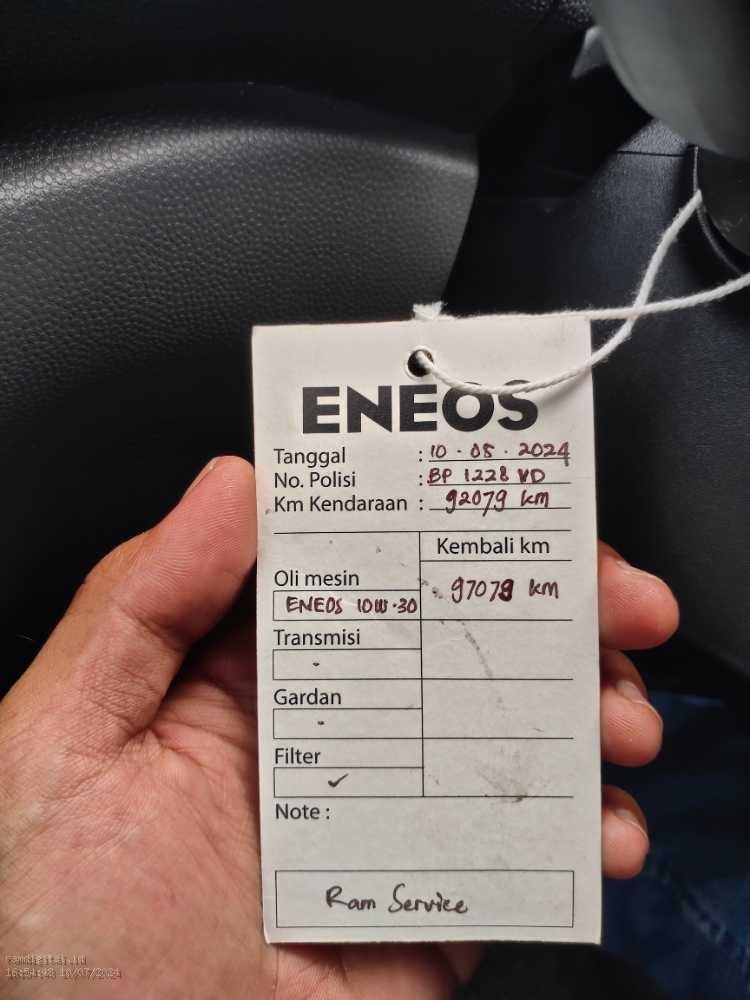 ENEOS
Tanggal : 10 · 05 · 2024
No. Polisi : BP 1228 VD
Km Kendaraan : 92079 km
Kembali km
Oli mesin
ENEOS 10W-30 97079 km
Transmisi
-
Gardan
-
Filter
✓
Note :
Ram Service
ramdigital.id
16:54:48 10/07/2024